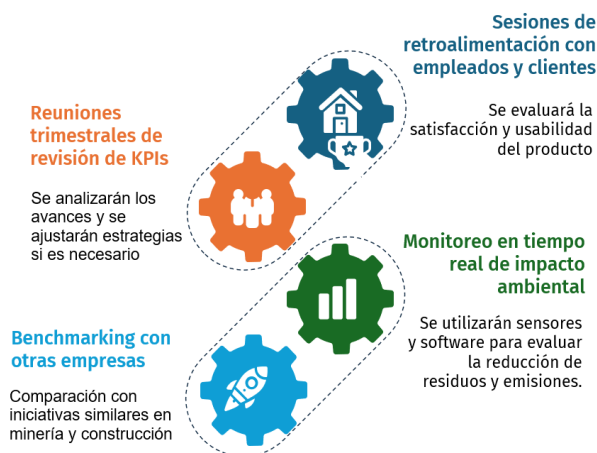 Sesiones de
retroalimentación con
empleados y clientes
Se evaluará la
satisfacción y usabilidad
del producto
Reuniones
trimestrales de
revisión de KPIs
Se analizarán los
avances y se
ajustarán estrategias
si es necesario
Monitoreo en tiempo
real de impacto
ambiental
Se utilizarán sensores
y software para evaluar
la reducción de
residuos y emisiones.
Benchmarking con
otras empresas
Comparación con
iniciativas similares en
minería y construcción